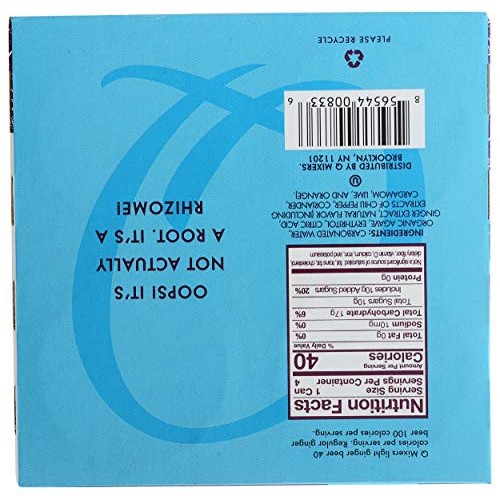 Q Mixers light ginger beer 40
calories per serving. Regular ginger
beer 100 calories per serving.
Nutrition Facts
Servings Per Container 4
Serving Size 1 Can
Amount Per Serving
Calories 40
% Daily Value
Total Fat 0g 0%
Sodium 10mg 0%
Total Carbohydrate 17g 6%
Total Sugars 10g
Includes 10g Added Sugars 20%
Protein 0g
Not a significant source of saturated fat, trans fat, cholesterol,
dietary fiber, vitamin D, calcium, iron, and potassium
INGREDIENTS: CARBONATED WATER,
ORGANIC AGAVE, ERYTHRITOL, CITRIC ACID,
GINGER EXTRACT, NATURAL FLAVOR (INCLUDING
EXTRACTS OF CHILI PEPPER, CORIANDER,
CARDAMOM, LIME, AND ORANGE).
U
DISTRIBUTED BY Q MIXERS.
BROOKLYN, NY 11201
8 56544 00833 6
PLEASE RECYCLE
OOPS! IT'S
NOT ACTUALLY
A ROOT. IT'S A
RHIZOME!